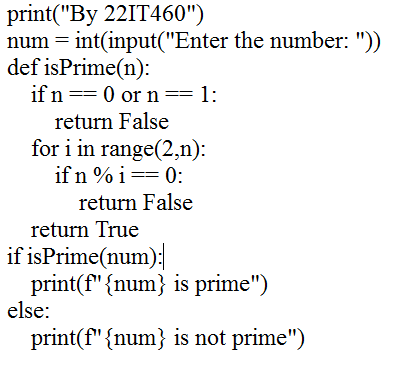 print("By 22IT460")
num = int(input("Enter the number: "))
def isPrime(n):
    if n == 0 or n == 1:
        return False
    for i in range(2,n):
        if n % i == 0:
            return False
    return True
if isPrime(num):
    print(f"{num} is prime")
else:
    print(f"{num} is not prime")